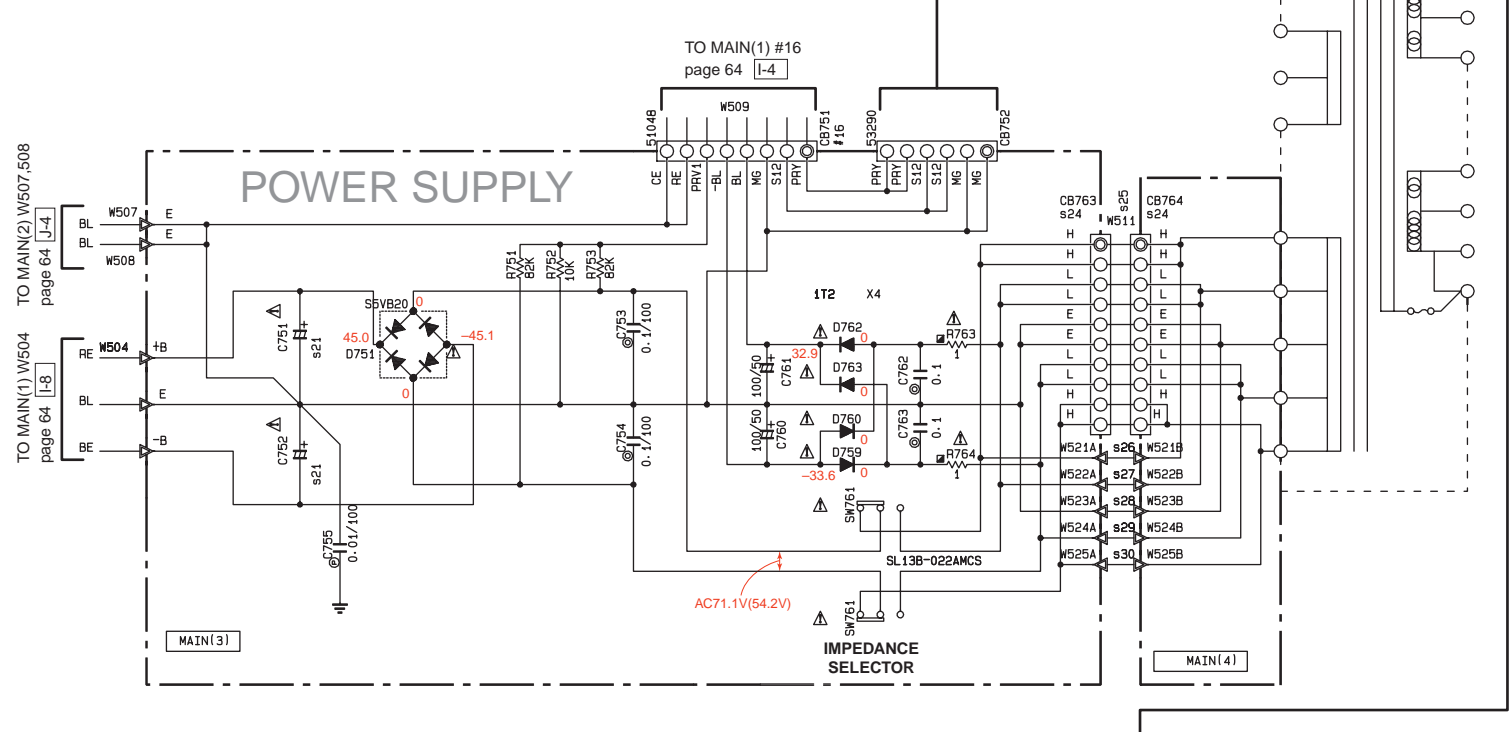 TO MAIN(1) #16
page 64 I-4
W509
51048
CB751
#16
53290
CB752
CE
RE
PRV1
-BL
BL
MG
S12
PRY
PRY
PRY
S12
S12
MG
MG
POWER SUPPLY
TO MAIN(2) W507,508
page 64 J-4
BL
W507
E
BL
E
W508
TO MAIN(1) W504
page 64 I-8
RE
W504
+B
BL
E
BE
-B
C751
s21
C752
s21
S5VB20
0
45.0
-45.1
D751
0
R751
82K
R752
10K
R753
82K
C753
0.1/100
C754
0.1/100
C755
0.01/100
P
1T2 X4
D762
0
32.9
D763
0
100/50
C761
100/50
C760
D760
0
D759
-33.6
0
C762
0.1
C763
0.1
R763
1
R764
1
SW761
SL13B-022AMCS
AC71.1V(54.2V)
SW761
IMPEDANCE
SELECTOR
CB763
s24
s25
W511
CB764
s24
H
H
H
H
L
L
L
L
E
E
E
E
L
L
L
L
H
H
H
H
W521A s26 W521B
W522A s27 W522B
W523A s28 W523B
W524A s29 W524B
W525A s30 W525B
MAIN(3)
MAIN(4)